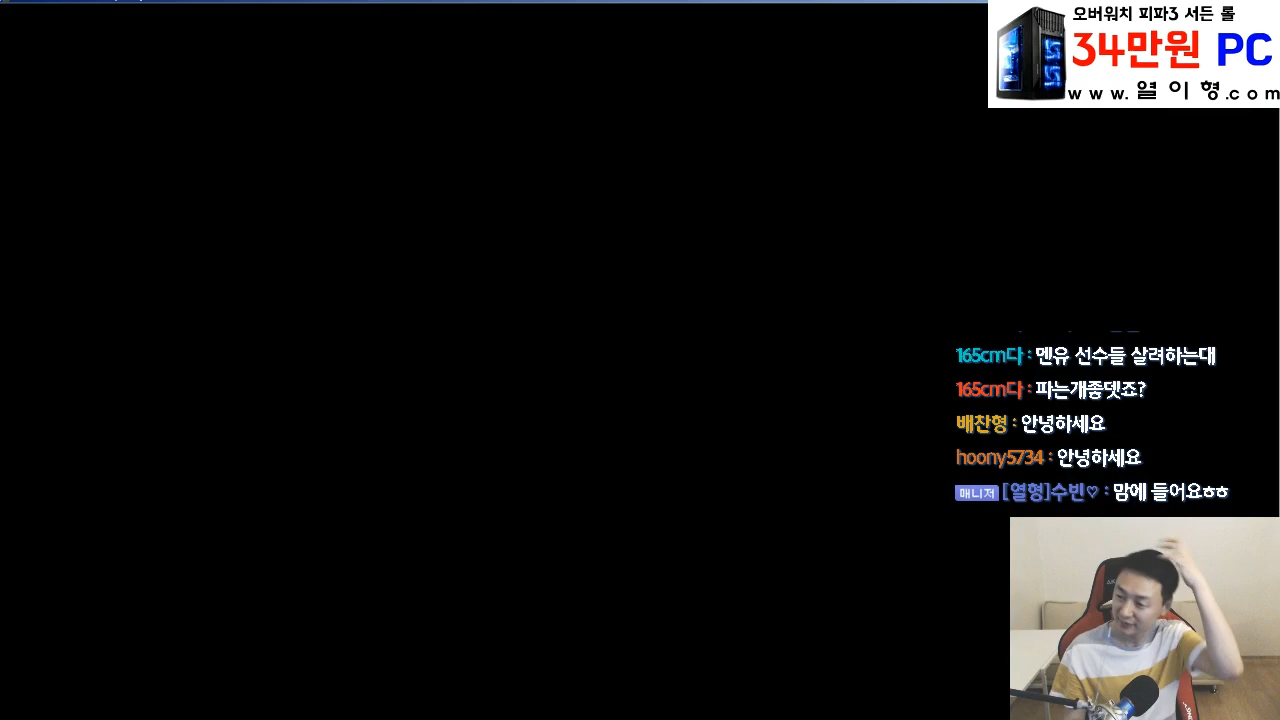 오버워치 피파3 서든 롤
34만원 PC
www.열이형.com
165cm다 : 멘유 선수들 살려하는대
165cm다 : 파는개좋뎃죠?
배찬형 : 안녕하세요
hoony5734 : 안녕하세요
매니저 [열형]수빈♡ : 맘에 들어요ㅎㅎ